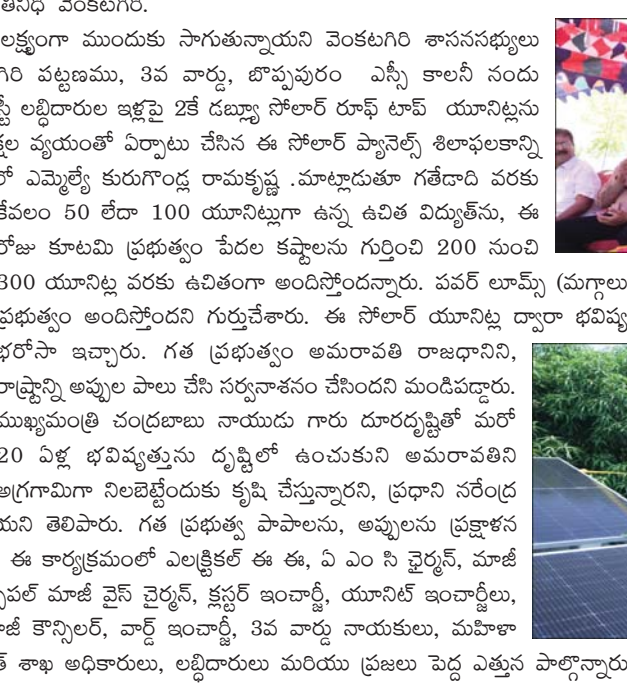 వెంకటగిరి.
లక్ష్యంగా ముందుకు సాగుతున్నాయని వెంకటగిరి శాసనసభ్యులు
గిరి పట్టణము, 3వ వార్డు, బొప్పపురం ఎస్సీ కాలనీ నందు
స్టీ లబ్ధిదారుల ఇళ్లపై 2కే డబ్ల్యూ సోలార్ రూఫ్ టాప్ యూనిట్లను
క్షల వ్యయంతో ఏర్పాటు చేసిన ఈ సోలార్ ప్యానెల్స్ శిలాఫలకాన్ని
లో ఎమ్మెల్యే కురుగొండ్ల రామకృష్ణ .మాట్లాడుతూ గతేడాది వరకు
కేవలం 50 లేదా 100 యూనిట్లుగా ఉన్న ఉచిత విద్యుత్‌ను, ఈ
రోజు కూటమి ప్రభుత్వం పేదల కష్టాలను గుర్తించి 200 నుంచి
300 యూనిట్ల వరకు ఉచితంగా అందిస్తోందన్నారు. పవర్ లూమ్స్ (మగ్గాలు
ప్రభుత్వం అందిస్తోందని గుర్తుచేశారు. ఈ సోలార్ యూనిట్ల ద్వారా భవిష్య
భరోసా ఇచ్చారు. గత ప్రభుత్వం అమరావతి రాజధానిని,
రాష్ట్రాన్ని అప్పుల పాలు చేసి సర్వనాశనం చేసిందని మండిపడ్డారు.
ముఖ్యమంత్రి చంద్రబాబు నాయుడు గారు దూరదృష్టితో మరో
20 ఏళ్ల భవిష్యత్తును దృష్టిలో ఉంచుకుని అమరావతిని
అగ్రగామిగా నిలబెట్టేందుకు కృషి చేస్తున్నారని, ప్రధాని నరేంద్ర
యని తెలిపారు. గత ప్రభుత్వ పాపాలను, అప్పులను ప్రక్షాళన
ఈ కార్యక్రమంలో ఎలక్ట్రికల్ ఈ ఈ, ఏ ఎం సి ఛైర్మన్, మాజీ
పల్ మాజీ వైస్ చైర్మన్, క్లస్టర్ ఇంచార్జీ, యూనిట్ ఇంచార్జీలు,
జీ కౌన్సిలర్, వార్డ్ ఇంచార్జీ, 3వ వార్డు నాయకులు, మహిళా
త్ శాఖ అధికారులు, లబ్ధిదారులు మరియు ప్రజలు పెద్ద ఎత్తున పాల్గొన్నారు